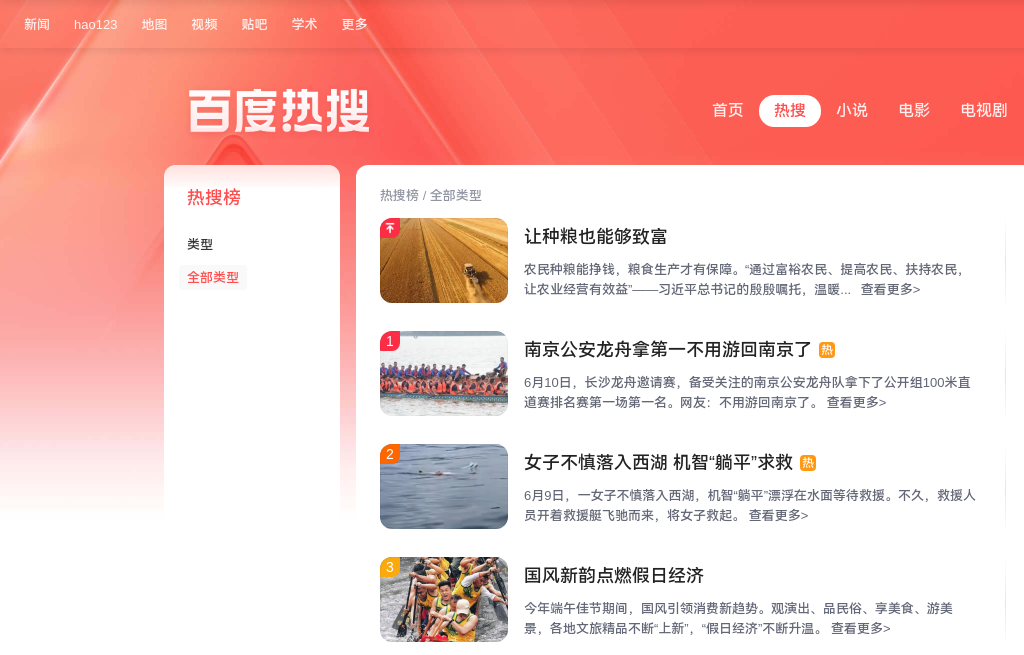 新闻 hao123 地图 视频 贴吧 学术 更多
百度热搜
首页 热搜 小说 电影 电视剧
热搜榜
类型
全部类型
热搜榜 / 全部类型
让种粮也能够致富
农民种粮能挣钱，粮食生产才有保障。“通过富裕农民、提高农民、扶持农民，
让农业经营有效益”——习近平总书记的殷殷嘱托，温暖... 查看更多>
1
南京公安龙舟拿第一不用游回南京了 热
6月10日，长沙龙舟邀请赛，备受关注的南京公安龙舟队拿下了公开组100米直
道赛排名赛第一场第一名。网友：不用游回南京了。 查看更多>
2
女子不慎落入西湖 机智“躺平”求救 热
6月9日，一女子不慎落入西湖，机智“躺平”漂浮在水面等待救援。不久，救援人
员开着救援艇飞驰而来，将女子救起。 查看更多>
3
国风新韵点燃假日经济
今年端午佳节期间，国风引领消费新趋势。观演出、品民俗、享美食、游美
景，各地文旅精品不断“上新”，“假日经济”不断升温。 查看更多>